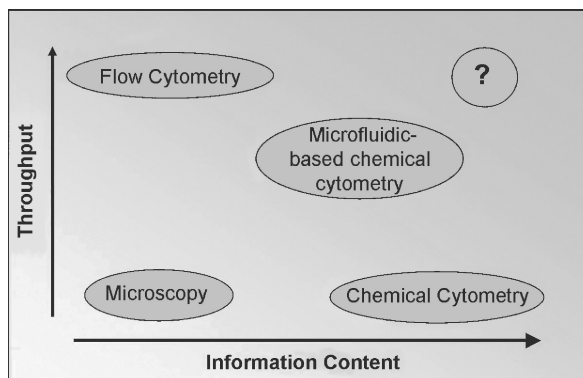 Flow Cytometry
?
Microfluidic-
based chemical
cytometry
Throughput
Microscopy
Chemical Cytometry
Information Content